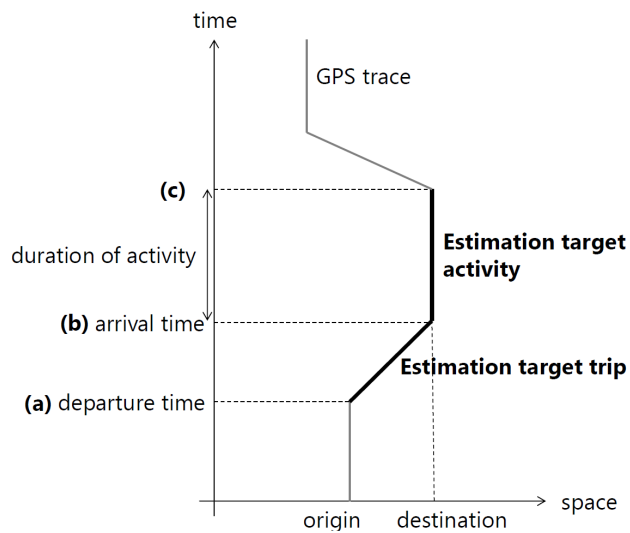 time
GPS trace
(c)
duration of activity
Estimation target
activity
(b) arrival time
Estimation target trip
(a) departure time
space
origin
destination